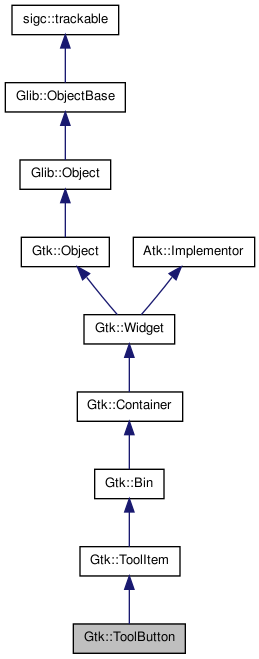 sigc::trackable
Glib::ObjectBase
Glib::Object
Gtk::Object
Atk::Implementor
Gtk::Widget
Gtk::Container
Gtk::Bin
Gtk::ToolItem
Gtk::ToolButton